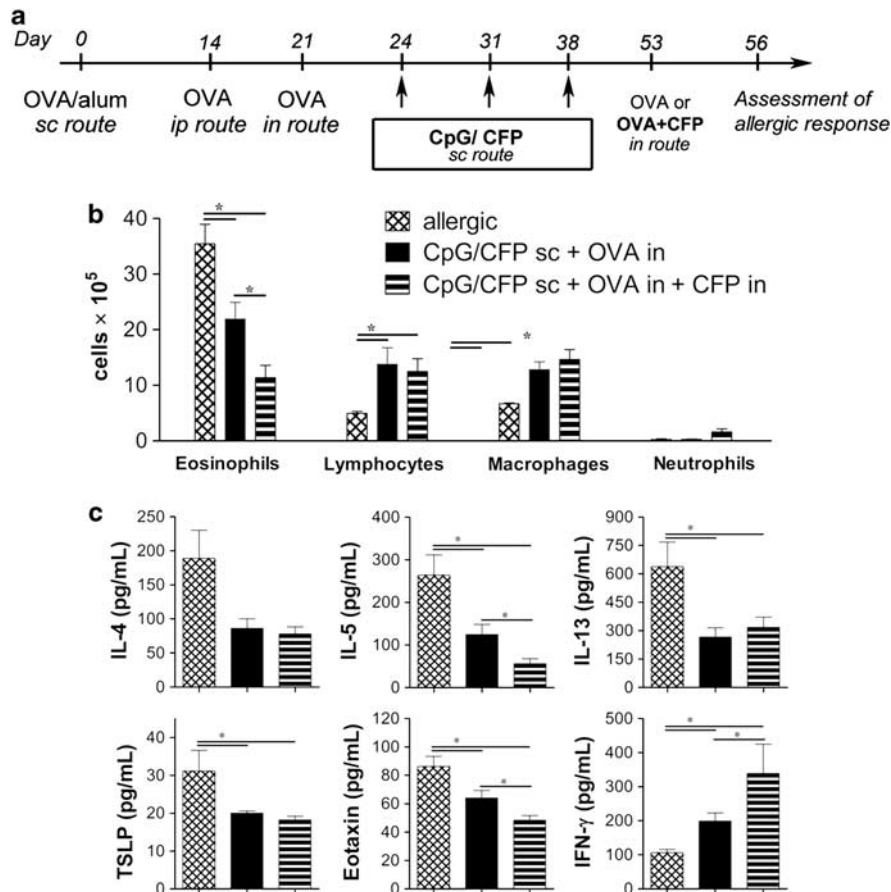 a
Day 0 14 21 24 31 38 53 56
OVA/alum OVA OVA OVA or Assessment of
sc route ip route in route CpG/ CFP OVA+CFP allergic response
sc route in route
b
40
30
20
10
0
cells × 10⁵
* * * * *
allergic
CpG/CFP sc + OVA in
CpG/CFP sc + OVA in + CFP in
Eosinophils Lymphocytes Macrophages Neutrophils
c
IL-4 (pg/mL)
250
200
150
100
50
0
IL-5 (pg/mL)
400
300
200
100
0
* *
IL-13 (pg/mL)
900
750
600
450
300
150
0
*
TSLP (pg/mL)
40
30
20
10
0
*
Eotaxin (pg/mL)
120
100
80
60
40
20
0
* *
IFN-γ (pg/mL)
500
400
300
200
100
0
* *